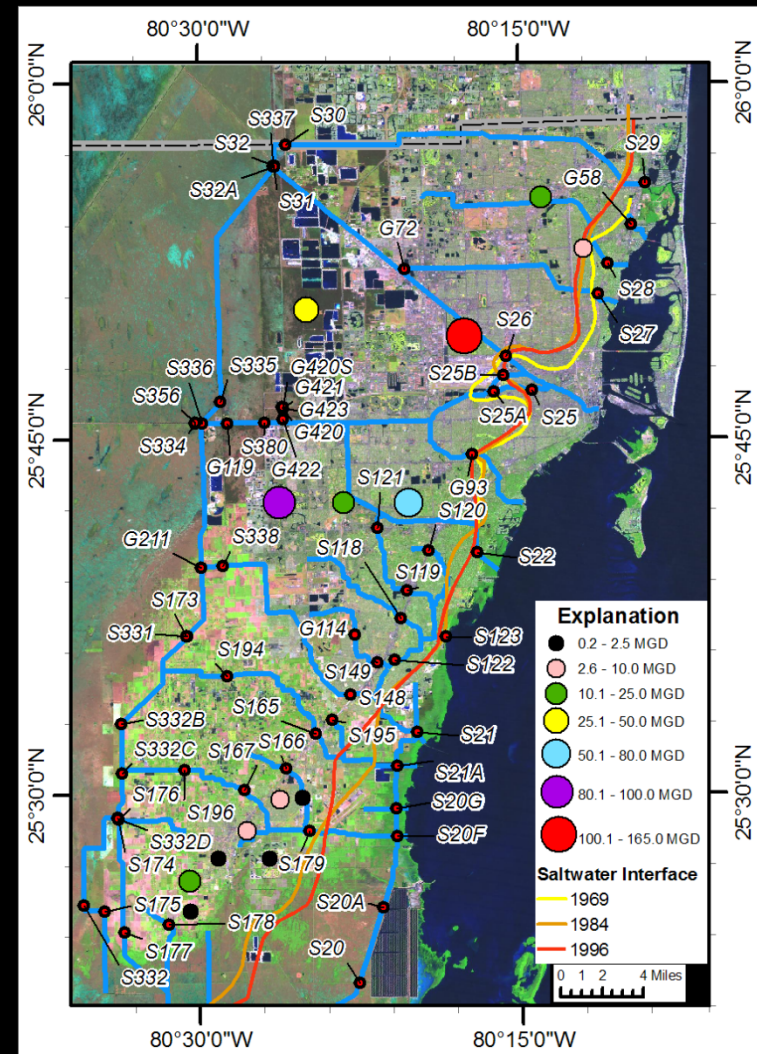 80°30'0"W
80°15'0"W
26°0'0"N
26°0'0"N
S337
S30
S32
S29
S32A
S31
G58
G72
S28
S27
S26
S336
S335
G420S
S25B
S356
G421
G423
S25A
S25
S334
G420
25°45'0"N
25°45'0"N
G119
S380
G422
G93
S121
S120
G211
S338
S118
S22
S119
S173
S331
G114
S123
S194
S149
S122
S148
S332B
S165
S195
S21
S332C
S167
S166
S21A
25°30'0"N
25°30'0"N
S176
S196
S20G
S332D
S20F
S174
S179
S175
S178
S20A
S177
S332
S20
Explanation
0.2 - 2.5 MGD
2.6 - 10.0 MGD
10.1 - 25.0 MGD
25.1 - 50.0 MGD
50.1 - 80.0 MGD
80.1 - 100.0 MGD
100.1 - 165.0 MGD
Saltwater Interface
1969
1984
1996
0 1 2 4 Miles
80°30'0"W
80°15'0"W